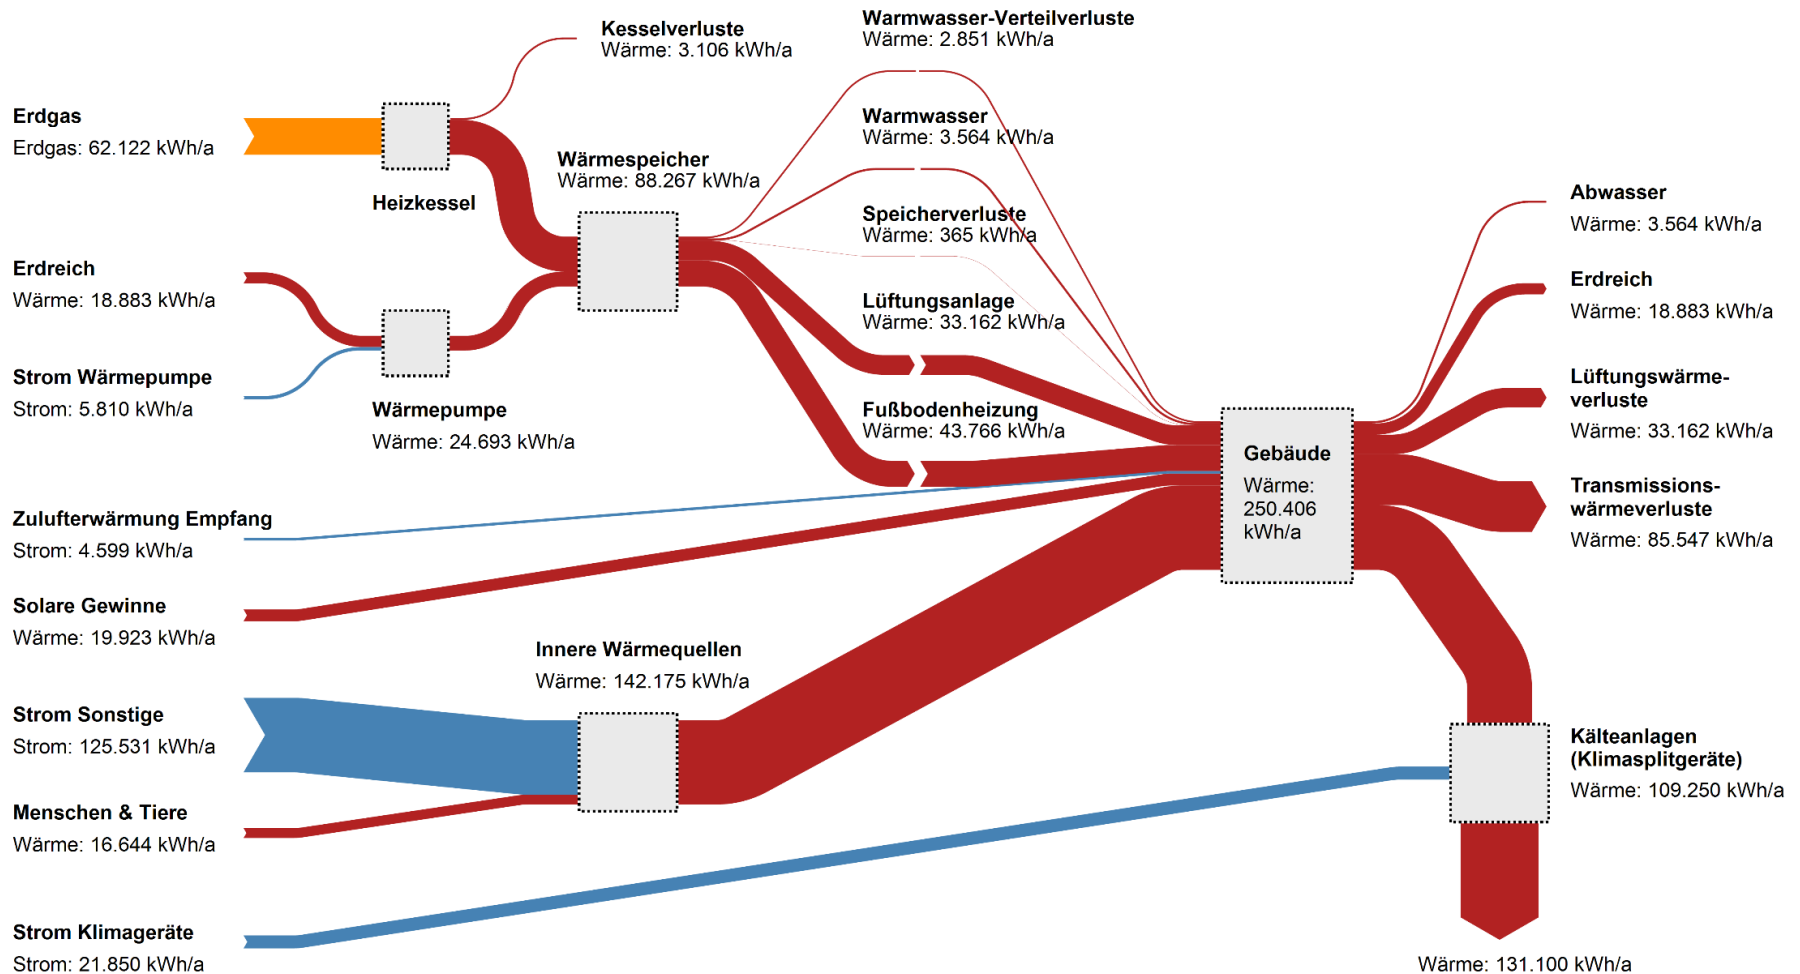 Kesselverluste
Wärme: 3.106 kWh/a
Warmwasser-Verteilverluste
Wärme: 2.851 kWh/a
Erdgas
Erdgas: 62.122 kWh/a
Heizkessel
Wärmespeicher
Wärme: 88.267 kWh/a
Warmwasser
Wärme: 3.564 kWh/a
Speicherverluste
Wärme: 365 kWh/a
Lüftungsanlage
Wärme: 33.162 kWh/a
Fußbodenheizung
Wärme: 43.766 kWh/a
Erdreich
Wärme: 18.883 kWh/a
Strom Wärmepumpe
Strom: 5.810 kWh/a
Wärmepumpe
Wärme: 24.693 kWh/a
Zulufterwärmung Empfang
Strom: 4.599 kWh/a
Solare Gewinne
Wärme: 19.923 kWh/a
Innere Wärmequellen
Wärme: 142.175 kWh/a
Strom Sonstige
Strom: 125.531 kWh/a
Menschen & Tiere
Wärme: 16.644 kWh/a
Strom Klimageräte
Strom: 21.850 kWh/a
Gebäude
Wärme:
250.406
kWh/a
Abwasser
Wärme: 3.564 kWh/a
Erdreich
Wärme: 18.883 kWh/a
Lüftungswärme-
verluste
Wärme: 33.162 kWh/a
Transmissions-
wärmeverluste
Wärme: 85.547 kWh/a
Kälteanlagen
(Klimasplitgeräte)
Wärme: 109.250 kWh/a
Wärme: 131.100 kWh/a